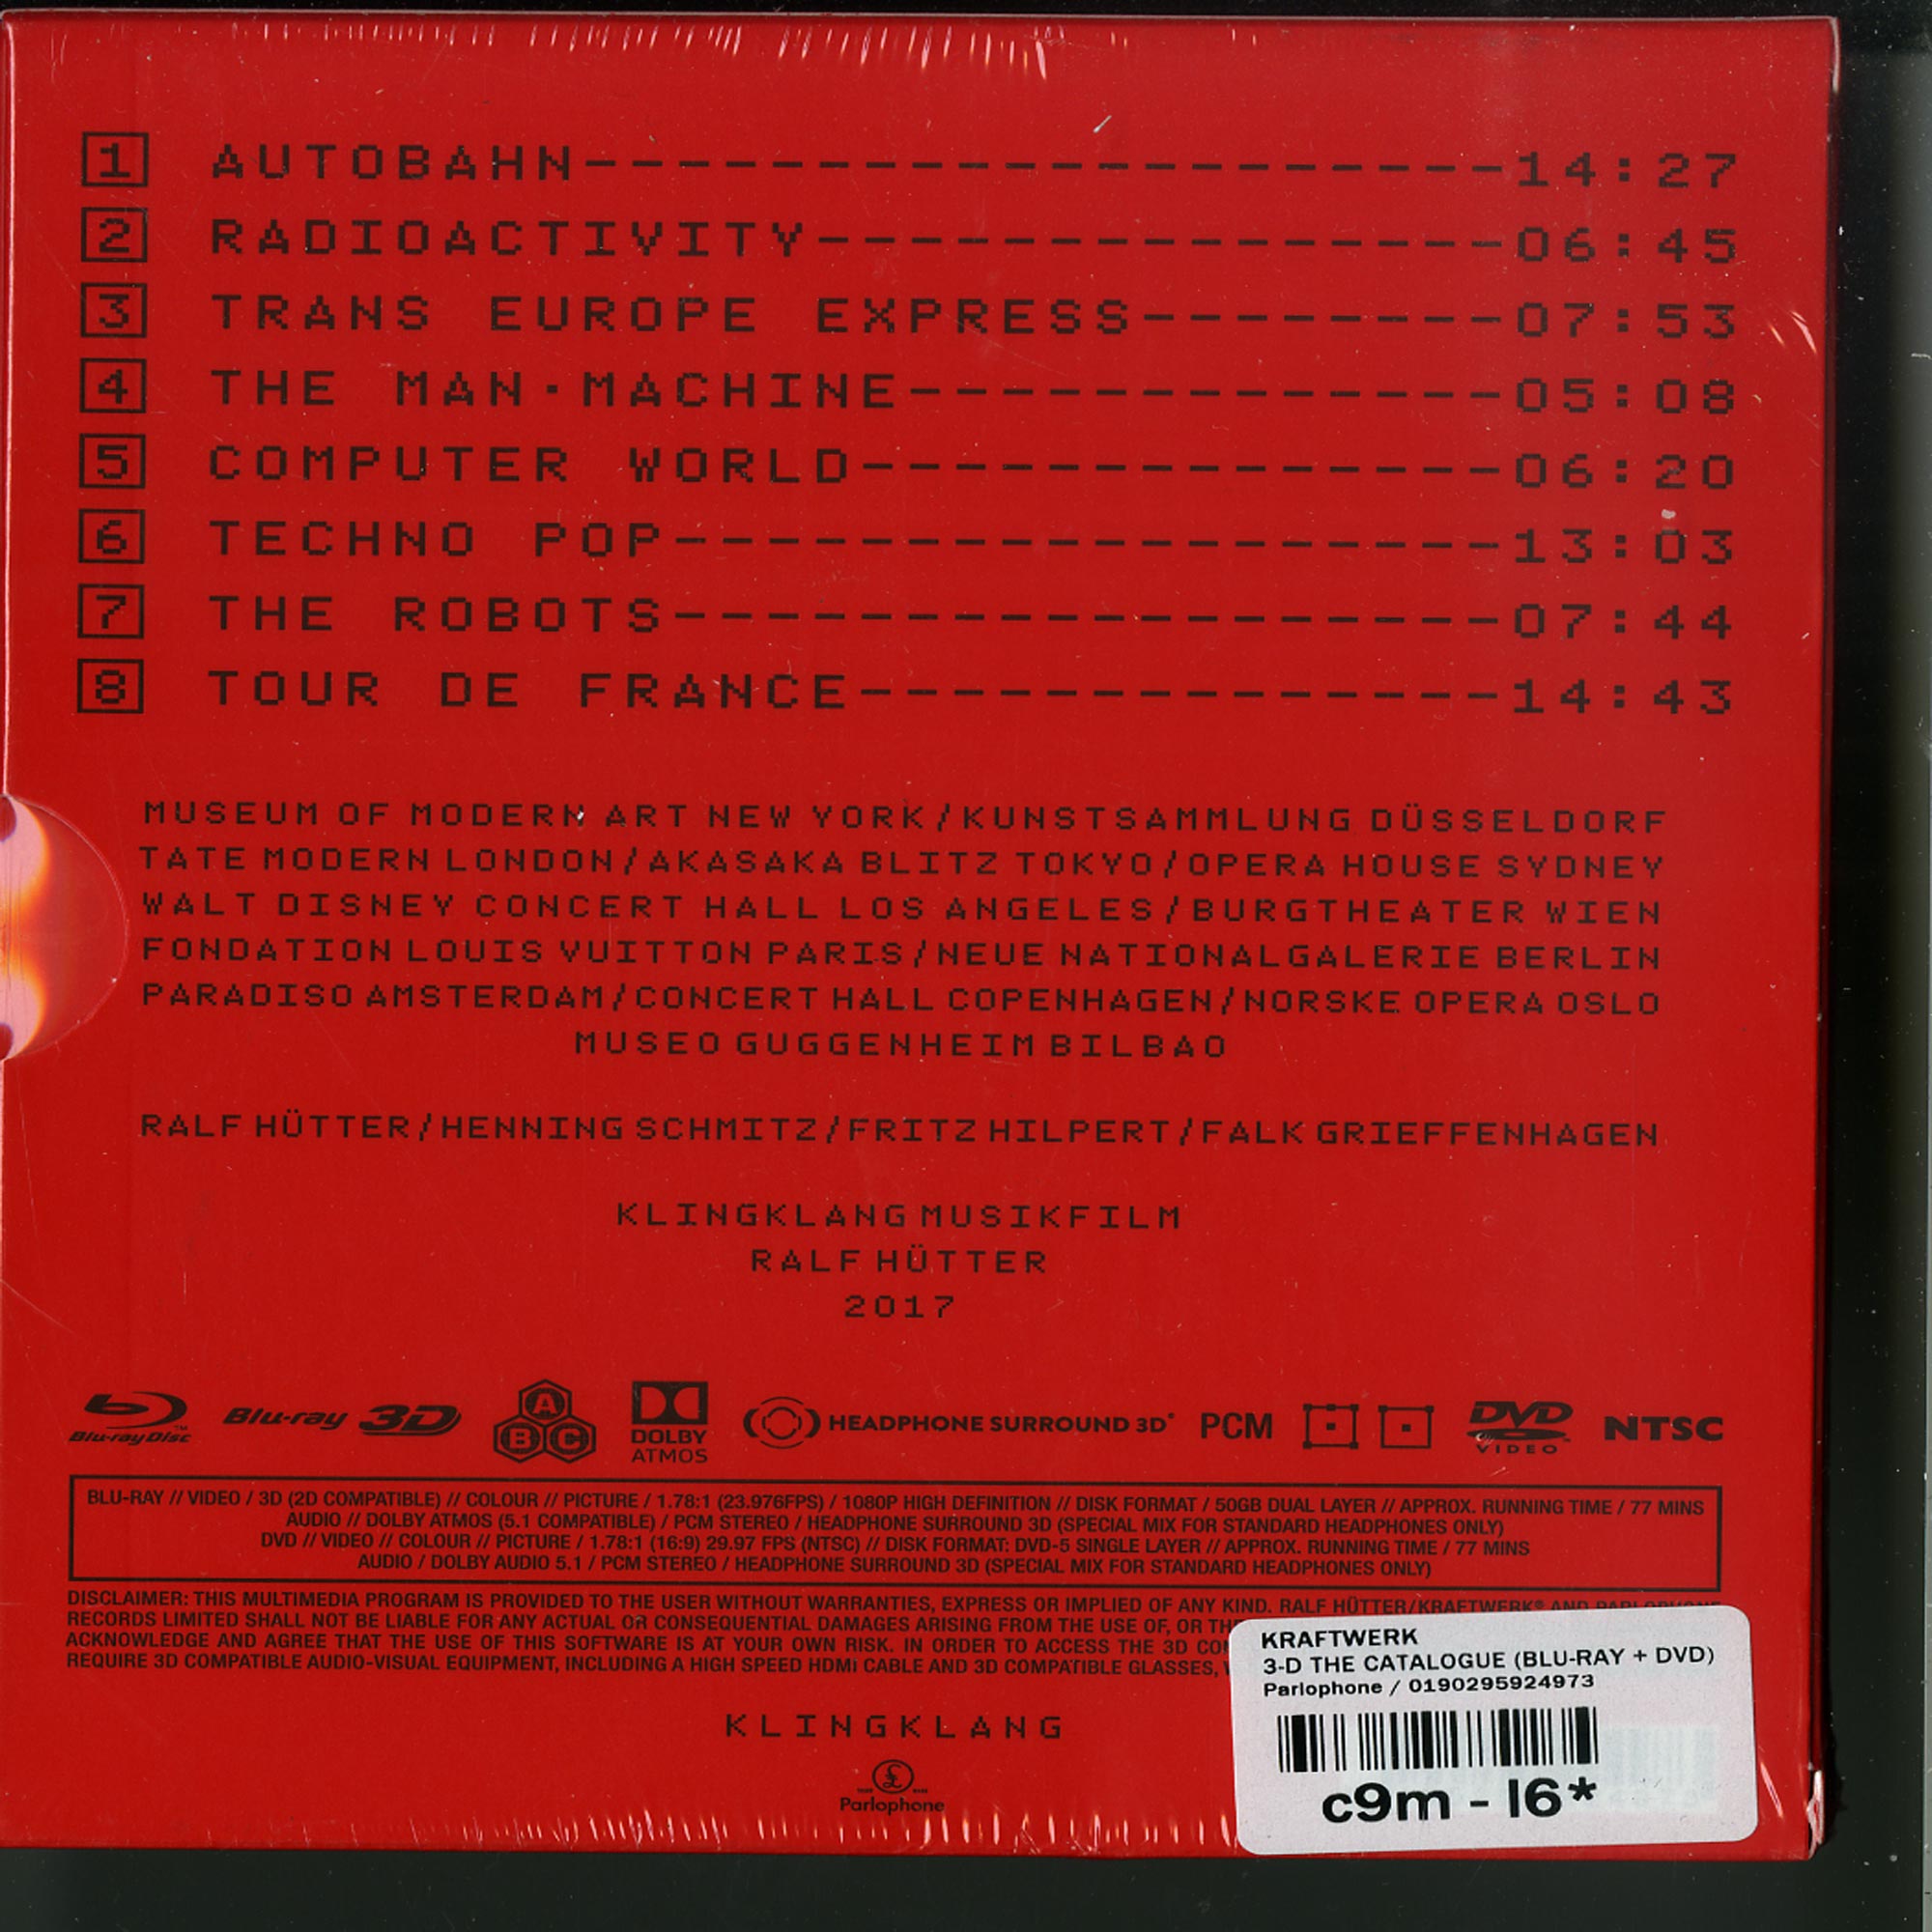 1 AUTOBAHN--------------------14:27
2 RADIOACTIVITY---------------06:45
3 TRANS EUROPE EXPRESS--------07:53
4 THE MAN·MACHINE-------------05:08
5 COMPUTER WORLD--------------06:20
6 TECHNO POP------------------13:03
7 THE ROBOTS------------------07:44
8 TOUR DE FRANCE--------------14:43
MUSEUM OF MODERN ART NEW YORK/KUNSTSAMMLUNG DÜSSELDORF
TATE MODERN LONDON/AKASAKA BLITZ TOKYO/OPERA HOUSE SYDNEY
WALT DISNEY CONCERT HALL LOS ANGELES/BURGTHEATER WIEN
FONDATION LOUIS VUITTON PARIS/NEUE NATIONALGALERIE BERLIN
PARADISO AMSTERDAM/CONCERT HALL COPENHAGEN/NORSKE OPERA OSLO
MUSEO GUGGENHEIM BILBAO
RALF HÜTTER/HENNING SCHMITZ/FRITZ HILPERT/FALK GRIEFFENHAGEN
KLINGKLANG MUSIKFILM
RALF HÜTTER
2017
Blu-ray Disc Blu-ray 3D A B C DOLBY ATMOS HEADPHONE SURROUND 3D PCM DVD VIDEO NTSC
BLU-RAY // VIDEO / 3D (2D COMPATIBLE) // COLOUR // PICTURE / 1.78:1 (23.976FPS) / 1080P HIGH DEFINITION // DISK FORMAT / 50GB DUAL LAYER // APPROX. RUNNING TIME / 77 MINS
AUDIO // DOLBY ATMOS (5.1 COMPATIBLE) / PCM STEREO / HEADPHONE SURROUND 3D (SPECIAL MIX FOR STANDARD HEADPHONES ONLY)
DVD // VIDEO // COLOUR // PICTURE / 1.78:1 (16:9) 29.97 FPS (NTSC) // DISK FORMAT: DVD-5 SINGLE LAYER // APPROX. RUNNING TIME / 77 MINS
AUDIO / DOLBY AUDIO 5.1 / PCM STEREO / HEADPHONE SURROUND 3D (SPECIAL MIX FOR STANDARD HEADPHONES ONLY)
DISCLAIMER: THIS MULTIMEDIA PROGRAM IS PROVIDED TO THE USER WITHOUT WARRANTIES, EXPRESS OR IMPLIED OF ANY KIND. RALF HÜTTER/KRAFTWERK® AND PARLOPHONE
RECORDS LIMITED SHALL NOT BE LIABLE FOR ANY ACTUAL OR CONSEQUENTIAL DAMAGES ARISING FROM THE USE OF, OR
ACKNOWLEDGE AND AGREE THAT THE USE OF THIS SOFTWARE IS AT YOUR OWN RISK. IN ORDER TO ACCESS THE 3D
REQUIRE 3D COMPATIBLE AUDIO-VISUAL EQUIPMENT, INCLUDING A HIGH SPEED HDMI CABLE AND 3D COMPATIBLE GLASSES,
KLINGKLANG
Parlophone
KRAFTWERK
3-D THE CATALOGUE (BLU-RAY + DVD)
Parlophone / 0190295924973
c9m - l6*